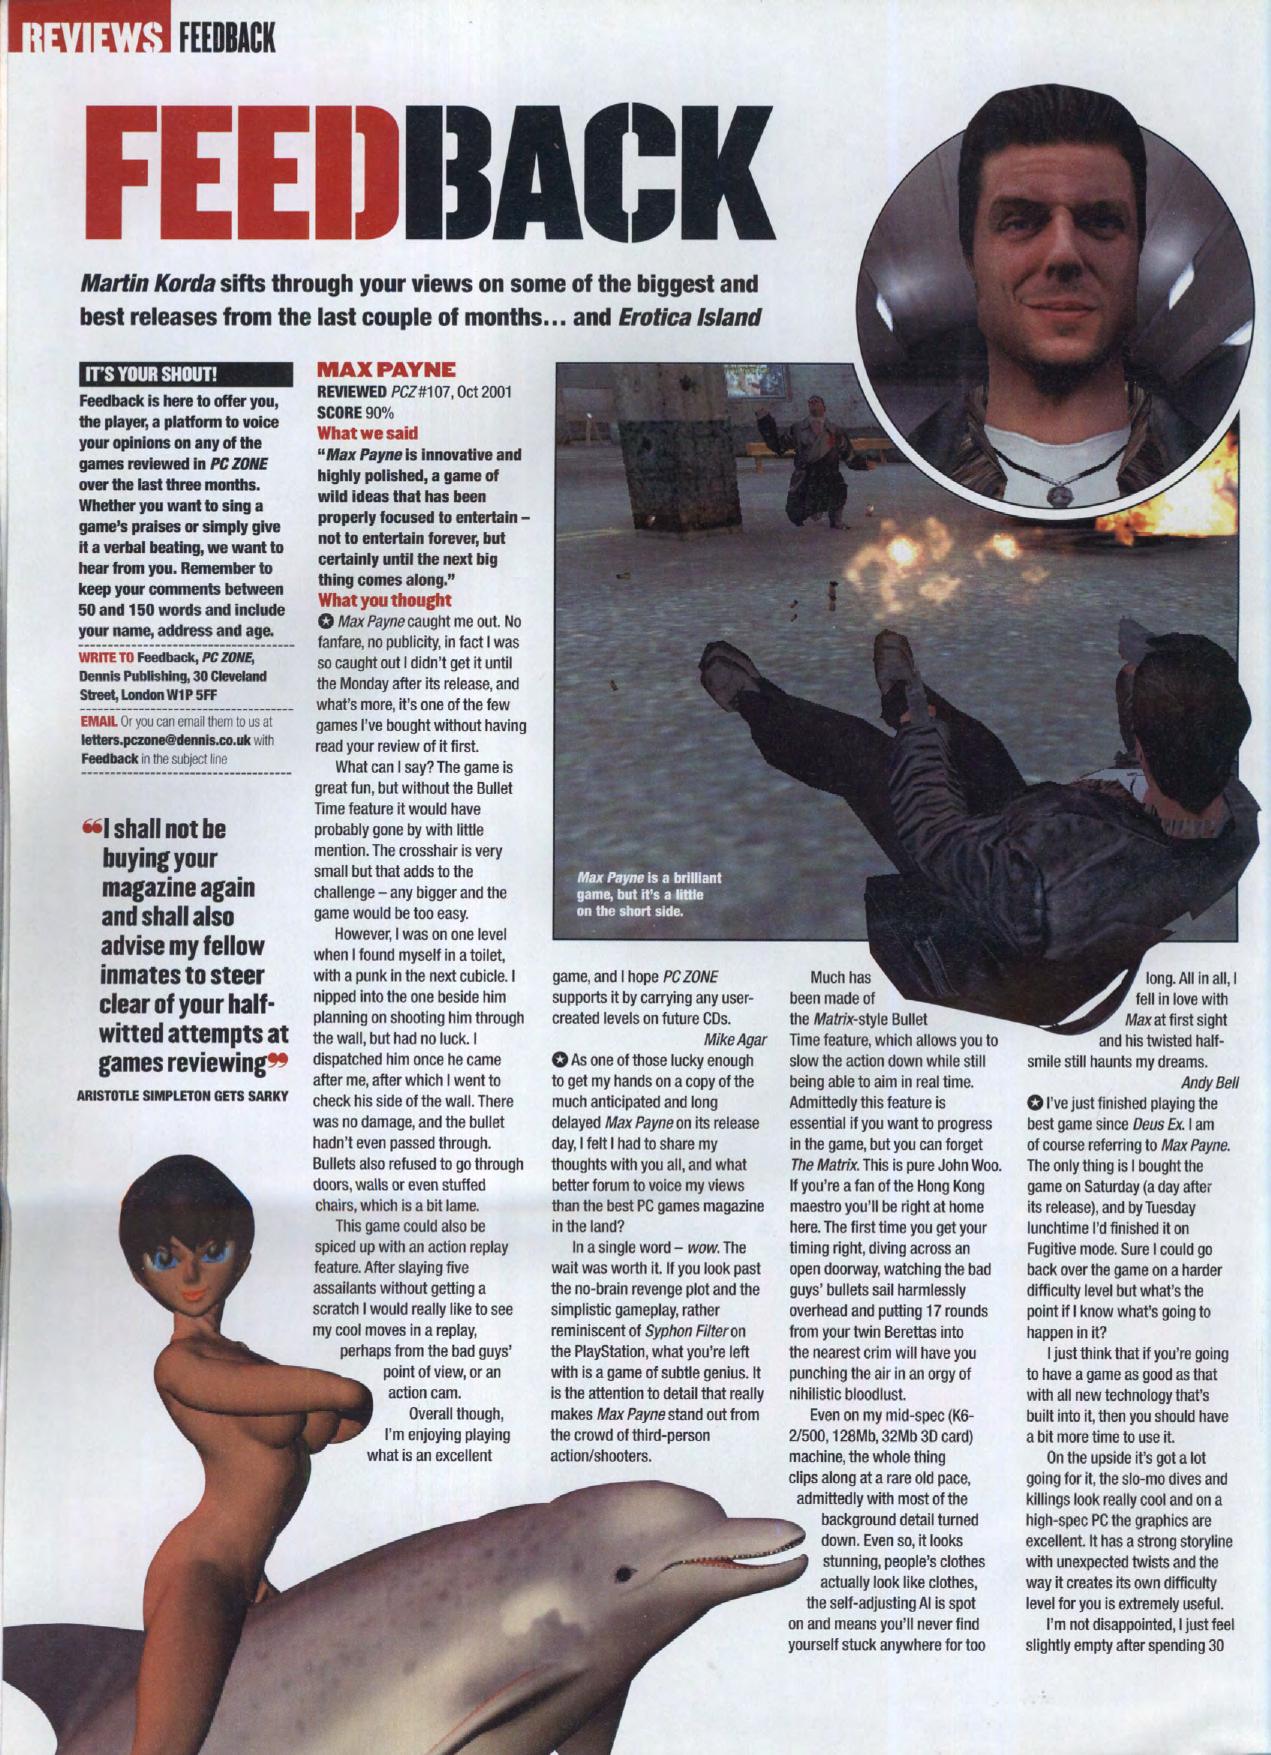 REVIEWS FEEDBACK
FEEDBACK
Martin Korda sifts through your views on some of the biggest and
best releases from the last couple of months... and Erotica Island
IT'S YOUR SHOUT!
Feedback is here to offer you,
the player, a platform to voice
your opinions on any of the
games reviewed in PC ZONE
over the last three months.
Whether you want to sing a
game's praises or simply give
it a verbal beating, we want to
hear from you. Remember to
keep your comments between
50 and 150 words and include
your name, address and age.
WRITE TO Feedback, PC ZONE,
Dennis Publishing, 30 Cleveland
Street, London W1P 5FF
EMAIL Or you can email them to us at
letters.pczone@dennis.co.uk with
Feedback in the subject line
“I shall not be
buying your
magazine again
and shall also
advise my fellow
inmates to steer
clear of your half-
witted attempts at
games reviewing”
ARISTOTLE SIMPLETON GETS SARKY
MAX PAYNE
REVIEWED PCZ #107, Oct 2001
SCORE 90%
What we said
“Max Payne is innovative and
highly polished, a game of
wild ideas that has been
properly focused to entertain –
not to entertain forever, but
certainly until the next big
thing comes along.”
What you thought
Max Payne caught me out. No
fanfare, no publicity, in fact I was
so caught out I didn't get it until
the Monday after its release, and
what's more, it's one of the few
games I've bought without having
read your review of it first.
What can I say? The game is
great fun, but without the Bullet
Time feature it would have
probably gone by with little
mention. The crosshair is very
small but that adds to the
challenge – any bigger and the
game would be too easy.
However, I was on one level
when I found myself in a toilet,
with a punk in the next cubicle. I
nipped into the one beside him
planning on shooting him through
the wall, but had no luck. I
dispatched him once he came
after me, after which I went to
check his side of the wall. There
was no damage, and the bullet
hadn't even passed through.
Bullets also refused to go through
doors, walls or even stuffed
chairs, which is a bit lame.
This game could also be
spiced up with an action replay
feature. After slaying five
assailants without getting a
scratch I would really like to see
my cool moves in a replay,
perhaps from the bad guys'
point of view, or an
action cam.
Overall though,
I'm enjoying playing
what is an excellent
Max Payne is a brilliant
game, but it's a little
on the short side.
game, and I hope PC ZONE
supports it by carrying any user-
created levels on future CDs.
Mike Agar
As one of those lucky enough
to get my hands on a copy of the
much anticipated and long
delayed Max Payne on its release
day, I felt I had to share my
thoughts with you all, and what
better forum to voice my views
than the best PC games magazine
in the land?
In a single word – wow. The
wait was worth it. If you look past
the no-brain revenge plot and the
simplistic gameplay, rather
reminiscent of Syphon Filter on
the PlayStation, what you're left
with is a game of subtle genius. It
is the attention to detail that really
makes Max Payne stand out from
the crowd of third-person
action/shooters.
Much has
been made of
the Matrix-style Bullet
Time feature, which allows you to
slow the action down while still
being able to aim in real time.
Admittedly this feature is
essential if you want to progress
in the game, but you can forget
The Matrix. This is pure John Woo.
If you're a fan of the Hong Kong
maestro you'll be right at home
here. The first time you get your
timing right, diving across an
open doorway, watching the bad
guys' bullets sail harmlessly
overhead and putting 17 rounds
from your twin Berettas into
the nearest crim will have you
punching the air in an orgy of
nihilistic bloodlust.
Even on my mid-spec (K6-
2/500, 128Mb, 32Mb 3D card)
machine, the whole thing
clips along at a rare old pace,
admittedly with most of the
background detail turned
down. Even so, it looks
stunning, people's clothes
actually look like clothes,
the self-adjusting AI is spot
on and means you'll never find
yourself stuck anywhere for too
long. All in all, I
fell in love with
Max at first sight
and his twisted half-
smile still haunts my dreams.
Andy Bell
I've just finished playing the
best game since Deus Ex. I am
of course referring to Max Payne.
The only thing is I bought the
game on Saturday (a day after
its release), and by Tuesday
lunchtime I'd finished it on
Fugitive mode. Sure I could go
back over the game on a harder
difficulty level but what's the
point if I know what's going to
happen in it?
I just think that if you're going
to have a game as good as that
with all new technology that's
built into it, then you should have
a bit more time to use it.
On the upside it's got a lot
going for it, the slo-mo dives and
killings look really cool and on a
high-spec PC the graphics are
excellent. It has a strong storyline
with unexpected twists and the
way it creates its own difficulty
level for you is extremely useful.
I'm not disappointed, I just feel
slightly empty after spending 30